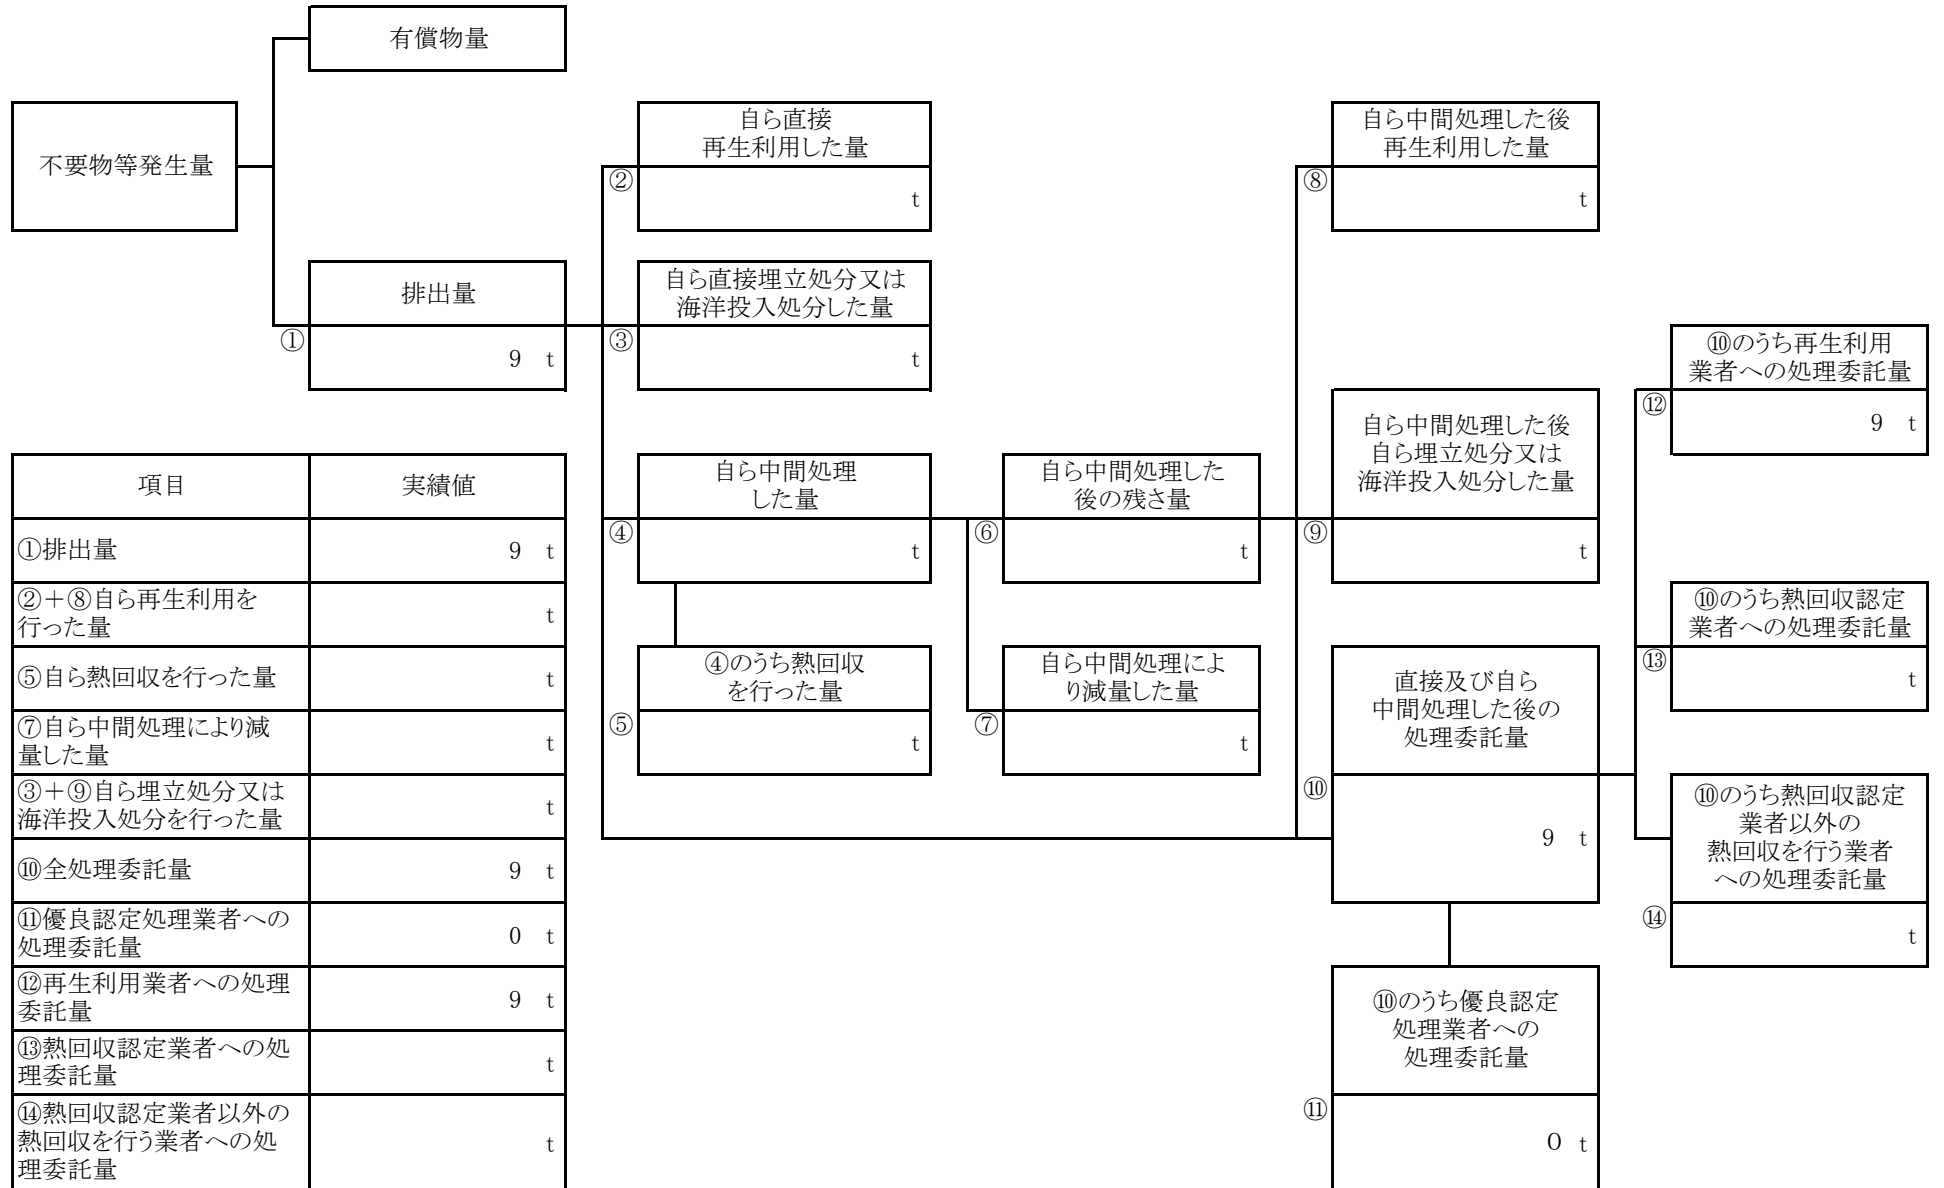 有償物量
不要物等発生量
排出量
①
9 t
自ら直接
再生利用した量
②
t
自ら直接埋立処分又は
海洋投入処分した量
③
t
自ら中間処理
した量
④
t
④のうち熱回収
を行った量
⑤
t
自ら中間処理した
後の残さ量
⑥
t
自ら中間処理によ
り減量した量
⑦
t
自ら中間処理した後
再生利用した量
⑧
t
自ら中間処理した後
自ら埋立処分又は
海洋投入処分した量
⑨
t
直接及び自ら
中間処理した後の
処理委託量
⑩
9 t
⑩のうち優良認定
処理業者への
処理委託量
⑪
0 t
⑩のうち再生利用
業者への処理委託量
⑫
9 t
⑩のうち熱回収認定
業者への処理委託量
⑬
t
⑩のうち熱回収認定
業者以外の
熱回収を行う業者
への処理委託量
⑭
t
項目 実績値
①排出量 9 t
②+⑧自ら再生利用を
行った量
t
⑤自ら熱回収を行った量 t
⑦自ら中間処理により減
量した量
t
③+⑨自ら埋立処分又は
海洋投入処分を行った量
t
⑩全処理委託量 9 t
⑪優良認定処理業者への
処理委託量
0 t
⑫再生利用業者への処理
委託量
9 t
⑬熱回収認定業者への処
理委託量
t
⑭熱回収認定業者以外の
熱回収を行う業者への処
理委託量
t